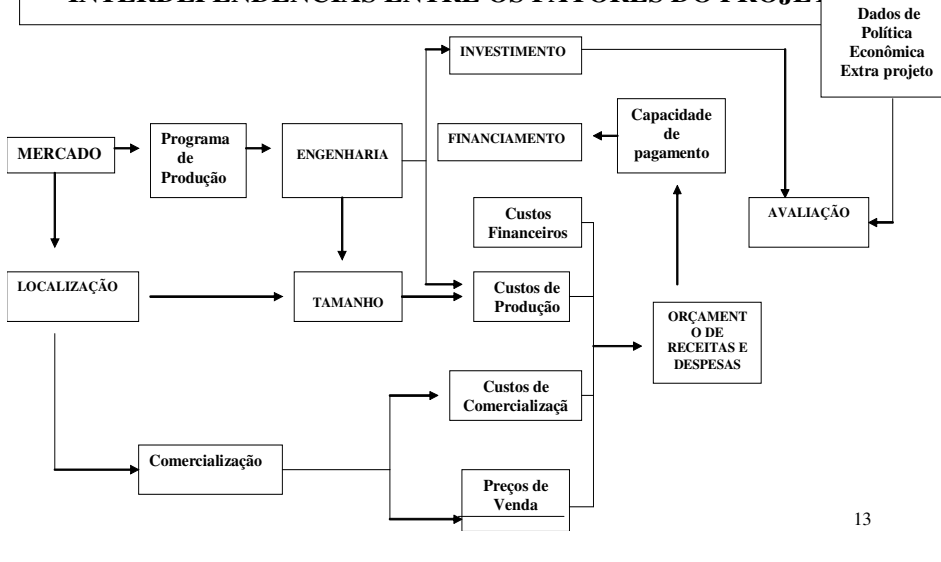 INTERDEPENDÊNCIAS ENTRE OS FATORES DO PROJET
Dados de
Política
Econômica
Extra projeto
INVESTIMENTO
Capacidade
de
pagamento
FINANCIAMENTO
MERCADO
Programa
de
Produção
ENGENHARIA
Custos
Financeiros
AVALIAÇÃO
LOCALIZAÇÃO
TAMANHO
Custos de
Produção
ORÇAMENT
O DE
RECEITAS E
DESPESAS
Custos de
Comercializaçã
Comercialização
Preços de
Venda
13